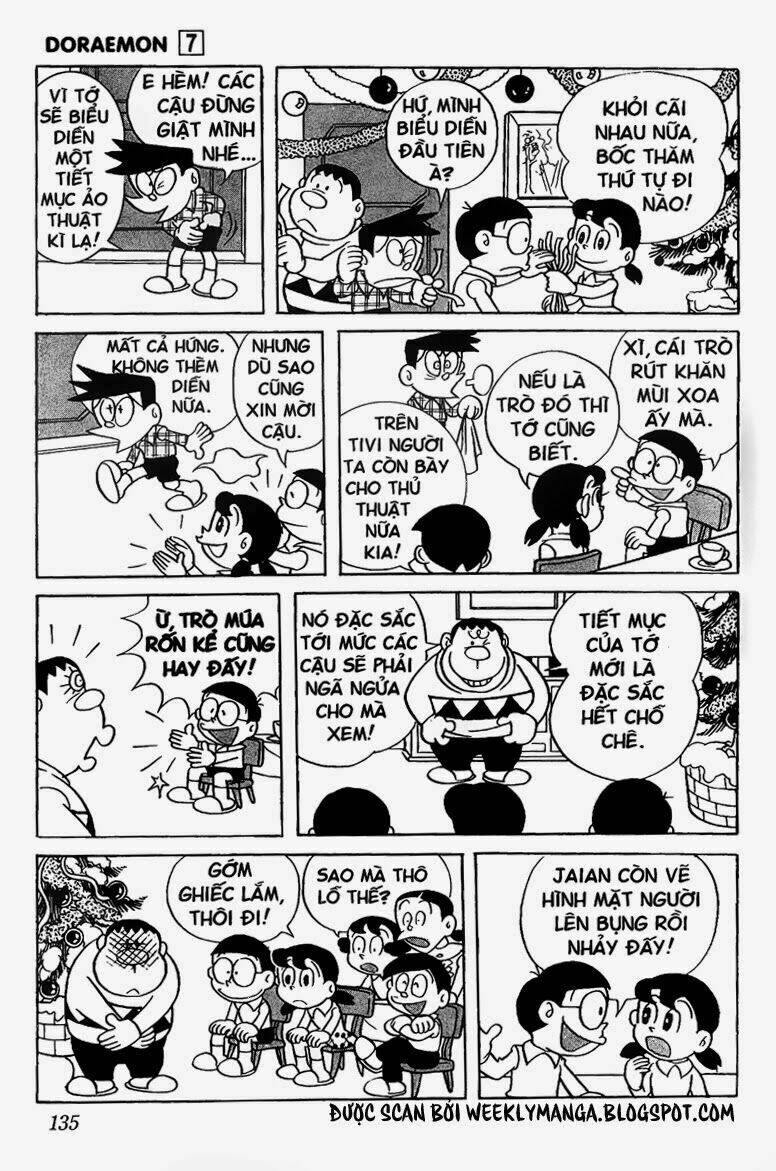 DORAEMON 7
KHỎI CÃI
NHAU NỮA,
BỐC THĂM
THỨ TỰ ĐI
NÀO!
HỨ, MÌNH
BIỂU DIỄN
ĐẦU TIÊN
À?
E HÈM! CÁC
CẬU ĐỪNG
GIẬT MÌNH
NHÉ...
VÌ TỚ
SẼ BIỂU
DIỄN
MỘT
TIẾT
MỤC ẢO
THUẬT
KÌ LẠ!
XÌ, CÁI TRÒ
RÚT KHĂN
MÙI XOA
ẤY MÀ.
NẾU LÀ
TRÒ ĐÓ THÌ
TỚ CŨNG
BIẾT.
TRÊN
TIVI NGƯỜI
TA CÒN BÀY
CHO THỦ
THUẬT
NỮA
KIA!
NHƯNG
DÙ SAO
CŨNG
XIN MỜI
CẬU.
MẤT CẢ HỨNG.
KHÔNG THÈM
DIỄN
NỮA.
TIẾT MỤC
CỦA TỚ
MỚI LÀ
ĐẶC SẮC
HẾT CHỖ
CHÊ.
NÓ ĐẶC SẮC
TỚI MỨC CÁC
CẬU SẼ PHẢI
NGÃ NGỬA
CHO MÀ
XEM!
Ừ, TRÒ MÚA
RỐN KỂ CŨNG
HAY ĐẤY!
JAIAN CÒN VẼ
HÌNH MẶT NGƯỜI
LÊN BỤNG RỒI
NHẢY ĐẤY!
SAO MÀ THÔ
LỖ THẾ?
GỚM
GHIẾC LẮM,
THÔI ĐI!
135
ĐƯỢC SCAN BỞI WEEKLYMANGA.BLOGSPOT.COM